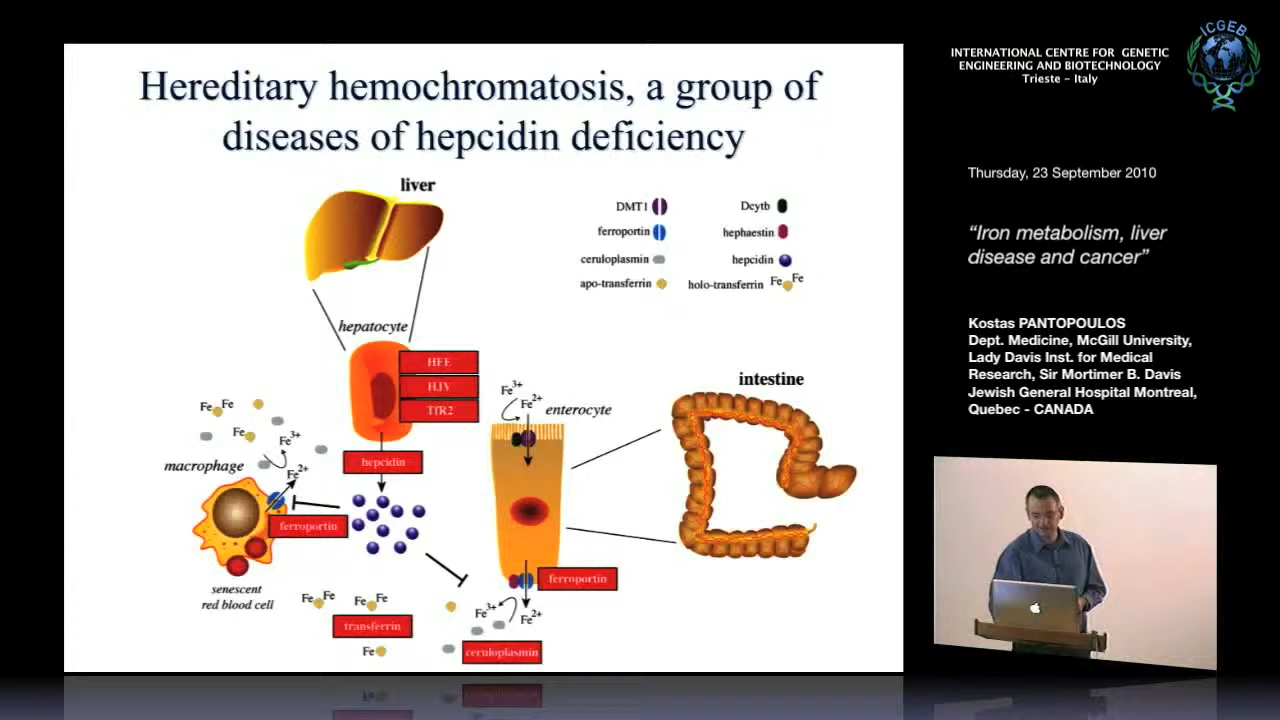 Hereditary hemochromatosis, a group of
diseases of hepcidin deficiency
liver
DMT1
Dcytb
ferroportin
hephaestin
ceruloplasmin
hepcidin
apo-transferrin
holo-transferrin
Fe
Fe
hepatocyte
HFE
HJV
TfR2
intestine
Fe3+
Fe2+
enterocyte
Fe
Fe
Fe
Fe3+
macrophage
Fe2+
hepcidin
ferroportin
ferroportin
senescent
red blood cell
Fe
Fe
Fe
Fe
Fe3+
Fe2+
transferrin
Fe
ceruloplasmin
ICGEB
INTERNATIONAL CENTRE FOR GENETIC
ENGINEERING AND BIOTECHNOLOGY
Trieste – Italy
Thursday, 23 September 2010
“Iron metabolism, liver
disease and cancer”
Kostas PANTOPOULOS
Dept. Medicine, McGill University,
Lady Davis Inst. for Medical
Research, Sir Mortimer B. Davis
Jewish General Hospital Montreal,
Quebec - CANADA